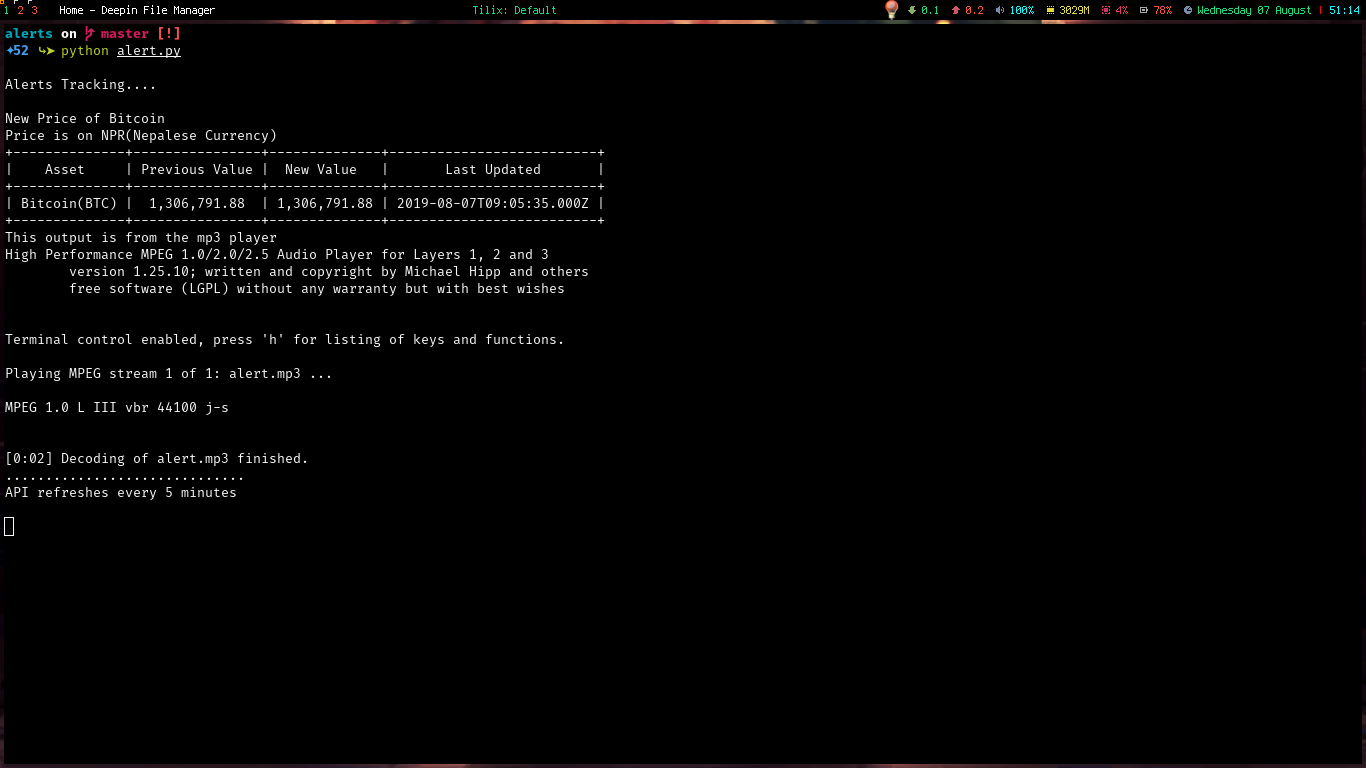 1 2 3 Home - Deepin File Manager Tilix: Default 0.1 0.2 100% 3029M 4% 78% Wednesday 07 August | 51:14
alerts on master [!]
✦52 ⤷➤ python alert.py
Alerts Tracking....
New Price of Bitcoin
Price is on NPR(Nepalese Currency)
+--------------+----------------+--------------+--------------------------+
|    Asset     | Previous Value |  New Value   |       Last Updated       |
+--------------+----------------+--------------+--------------------------+
| Bitcoin(BTC) |  1,306,791.88  | 1,306,791.88 | 2019-08-07T09:05:35.000Z |
+--------------+----------------+--------------+--------------------------+
This output is from the mp3 player
High Performance MPEG 1.0/2.0/2.5 Audio Player for Layers 1, 2 and 3
version 1.25.10; written and copyright by Michael Hipp and others
free software (LGPL) without any warranty but with best wishes
Terminal control enabled, press 'h' for listing of keys and functions.
Playing MPEG stream 1 of 1: alert.mp3 ...
MPEG 1.0 L III vbr 44100 j-s
[0:02] Decoding of alert.mp3 finished.
..............................
API refreshes every 5 minutes